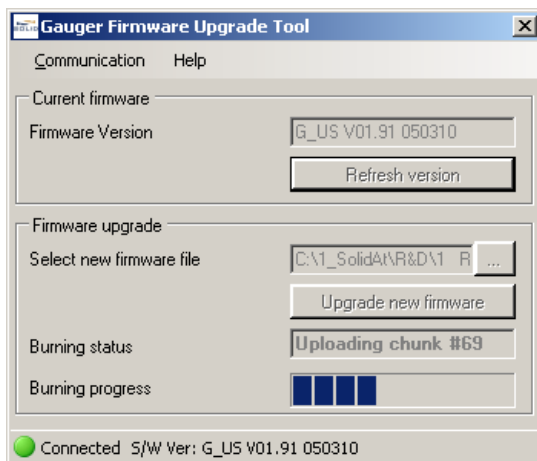 SOLID
Gauger Firmware Upgrade Tool
Communication Help
Current firmware
Firmware Version G_US V01.91 050310
Refresh version
Firmware upgrade
Select new firmware file C:\1_SolidAt\R&D\1 R ...
Upgrade new firmware
Burning status Uploading chunk #69
Burning progress
Connected S/W Ver: G_US V01.91 050310